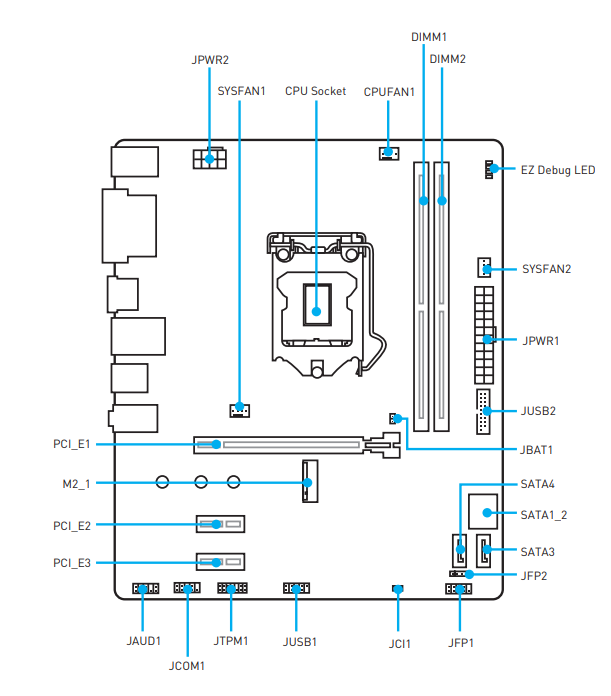 DIMM1
DIMM2
JPWR2
SYSFAN1
CPU Socket
CPUFAN1
EZ Debug LED
SYSFAN2
JPWR1
JUSB2
PCI_E1
JBAT1
M2_1
SATA4
SATA1_2
PCI_E2
SATA3
PCI_E3
JFP2
JAUD1
JCOM1
JTPM1
JUSB1
JCI1
JFP1